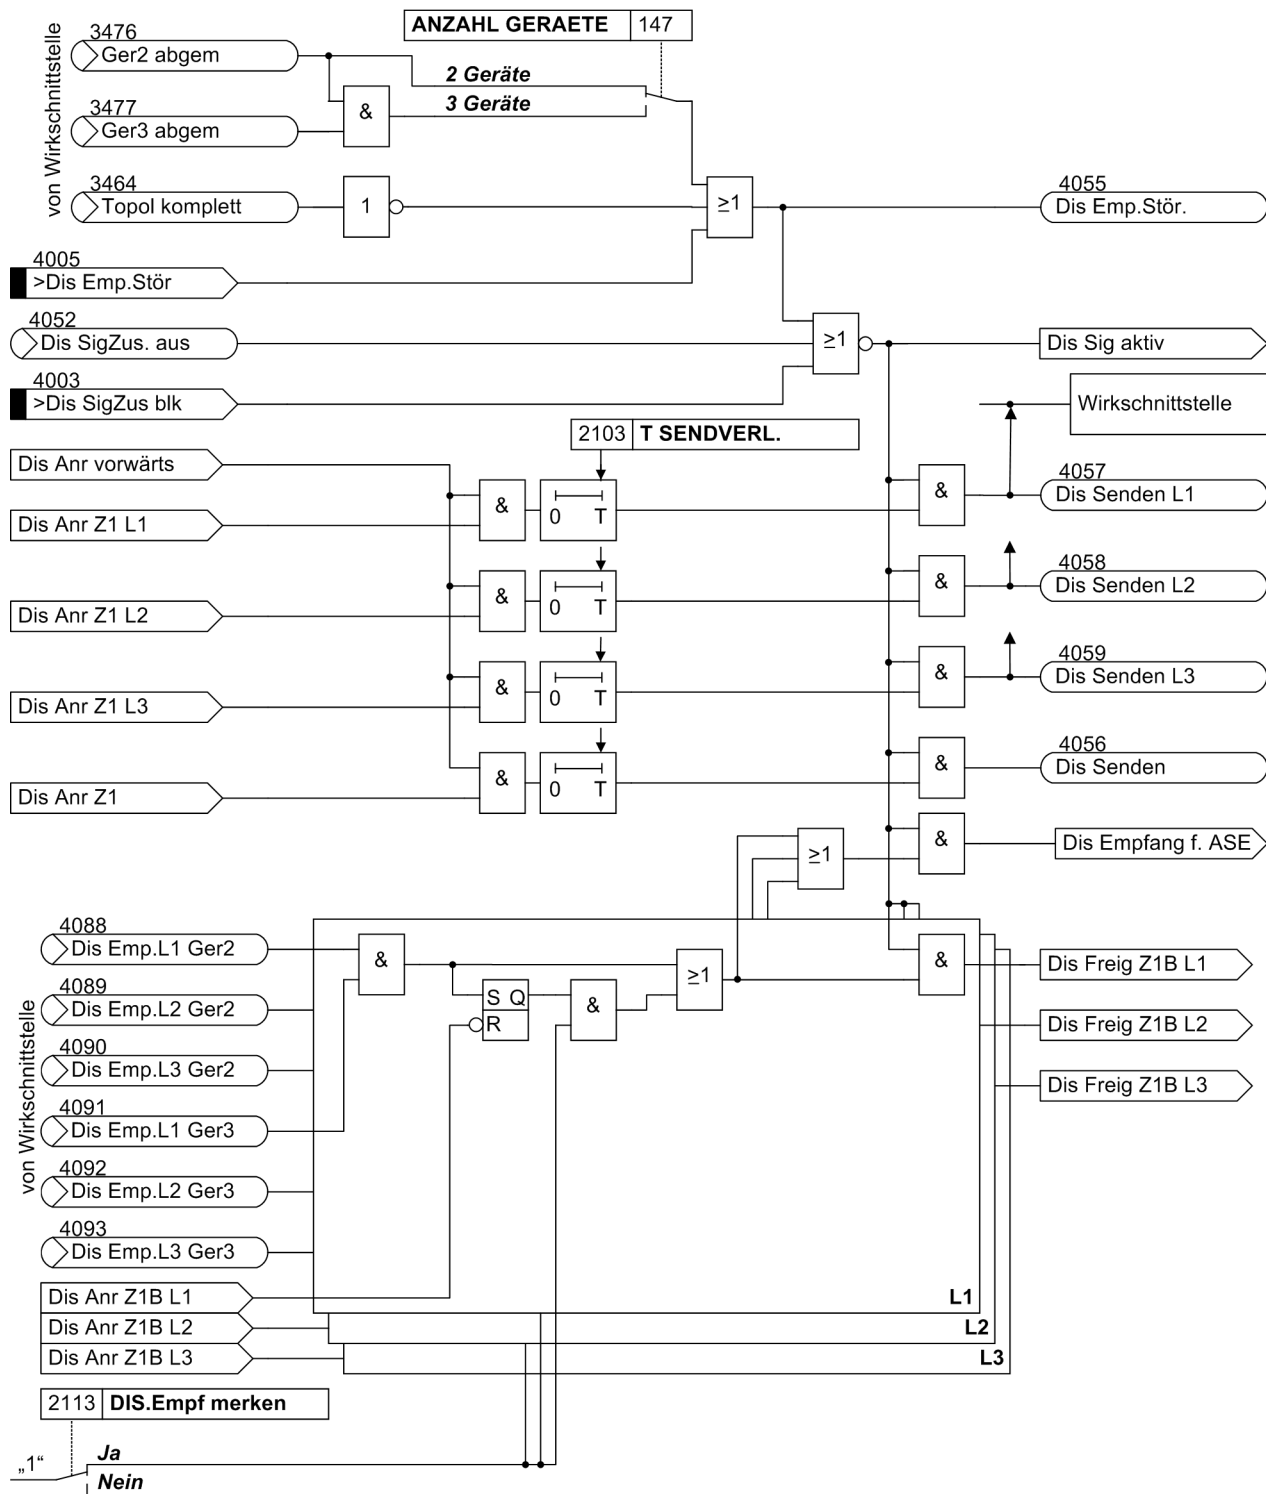 ANZAHL GERAETE 147
von Wirkschnittstelle
3476
Ger2 abgem
2 Geräte
3 Geräte
3477
Ger3 abgem
&
3464
Topol komplett
1
≥1
4055
Dis Emp.Stör.
4005
>Dis Emp.Stör
4052
Dis SigZus. aus
≥1
Dis Sig aktiv
4003
>Dis SigZus blk
Wirkschnittstelle
2103 T SENDVERL.
Dis Anr vorwärts
Dis Anr Z1 L1
&
0 T
&
4057
Dis Senden L1
Dis Anr Z1 L2
&
0 T
&
4058
Dis Senden L2
Dis Anr Z1 L3
&
0 T
&
4059
Dis Senden L3
Dis Anr Z1
&
0 T
&
4056
Dis Senden
≥1
&
Dis Empfang f. ASE
von Wirkschnittstelle
4088
Dis Emp.L1 Ger2
&
≥1
&
Dis Freig Z1B L1
4089
Dis Emp.L2 Ger2
S Q
R
&
Dis Freig Z1B L2
4090
Dis Emp.L3 Ger2
Dis Freig Z1B L3
4091
Dis Emp.L1 Ger3
4092
Dis Emp.L2 Ger3
4093
Dis Emp.L3 Ger3
Dis Anr Z1B L1
L1
Dis Anr Z1B L2
L2
Dis Anr Z1B L3
L3
2113 DIS.Empf merken
„1“
Ja
Nein